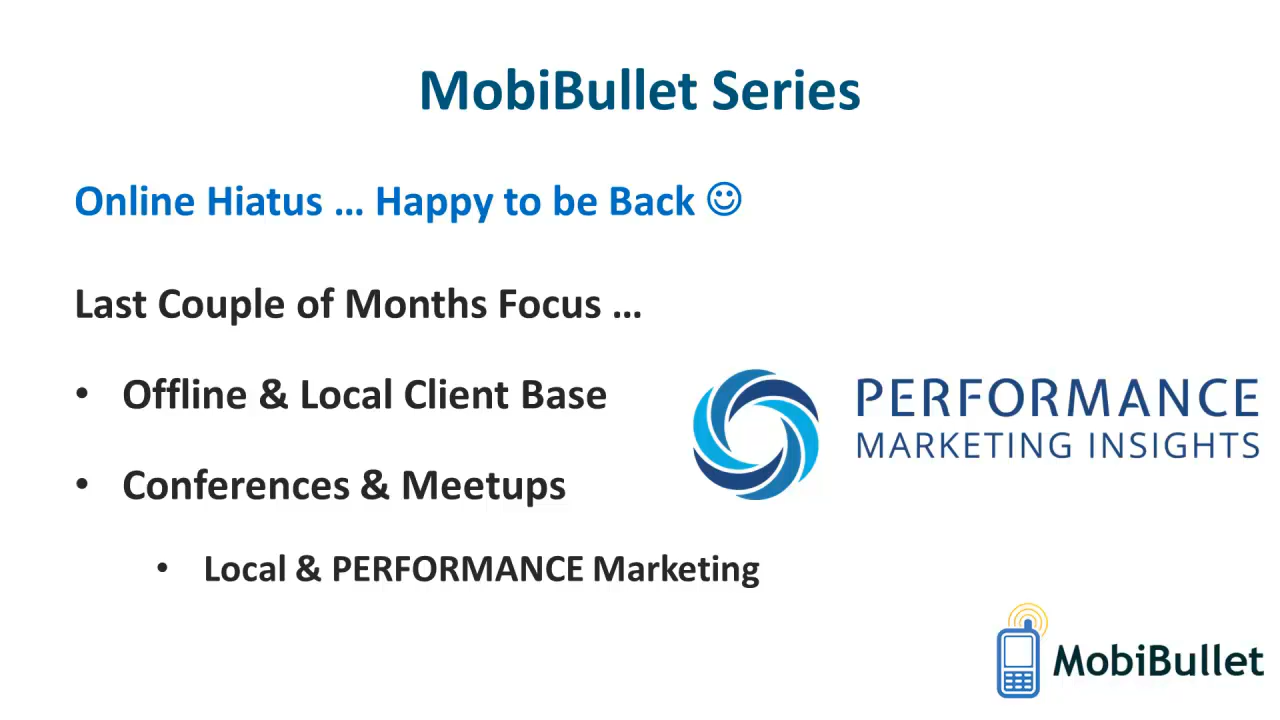 MobiBullet Series
Online Hiatus ... Happy to be Back ☺
Last Couple of Months Focus ...
• Offline & Local Client Base
• Conferences & Meetups
• Local & PERFORMANCE Marketing
PERFORMANCE
MARKETING INSIGHTS
MobiBullet